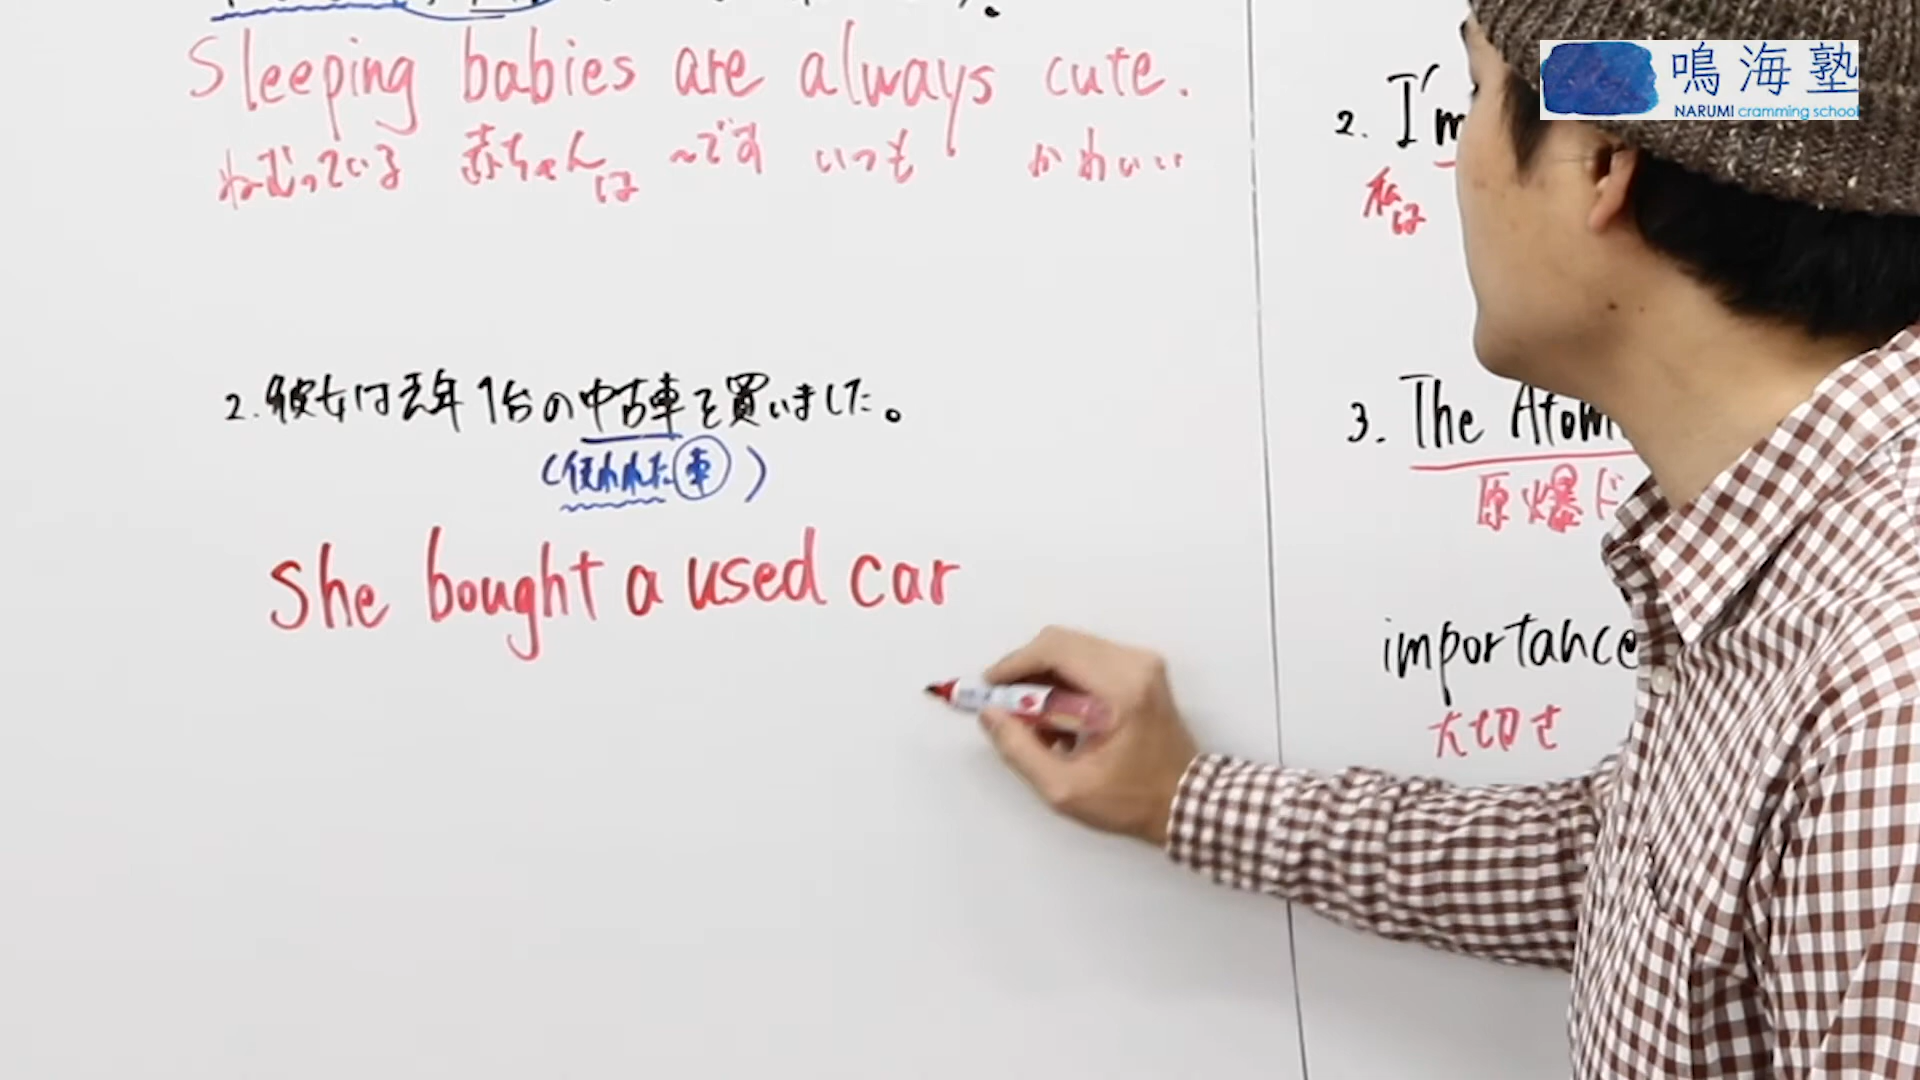 Sleeping babies are always cute.
ねむっている 赤ちゃんは 〜です いつも かわいい
2. 彼女は去年1台の中古車を買いました。
(使われた車)
She bought a used car
2. I'm
私は
3. The Atom
原爆ド
importance
大切さ
鳴海塾
NARUMI cramming school